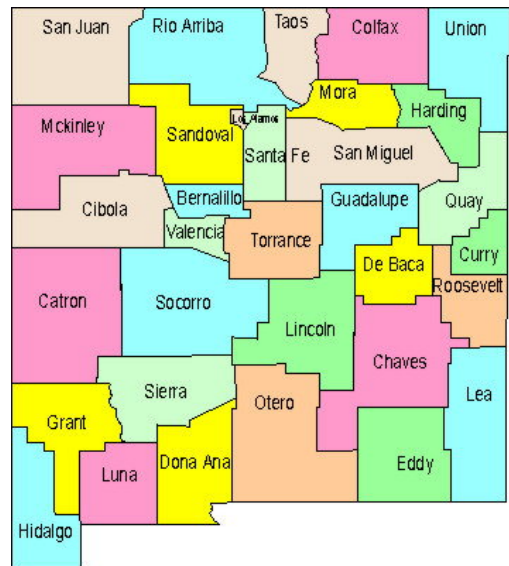 San Juan
Rio Arriba
Taos
Colfax
Union
Mckinley
Sandoval
Los Alamos
Santa Fe
Mora
Harding
San Miguel
Cibola
Bernalillo
Valencia
Torrance
Guadalupe
Quay
Curry
De Baca
Roosevelt
Catron
Socorro
Lincoln
Chaves
Sierra
Otero
Lea
Grant
Luna
Dona Ana
Eddy
Hidalgo